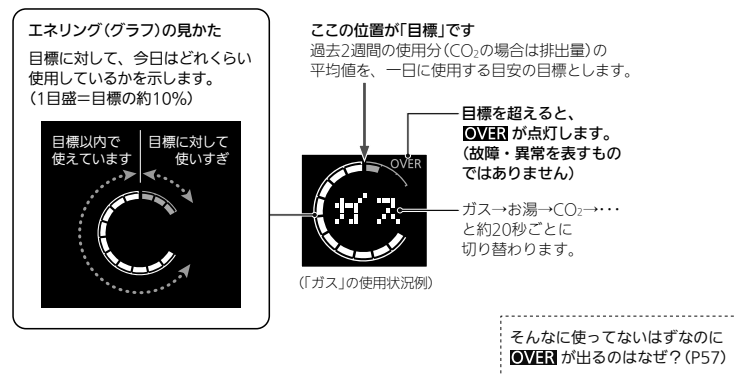 エネリング(グラフ)の見かた
目標に対して、今日はどれくらい
使用しているかを示します。
(1目盛＝目標の約10%)
目標以内で
使えています
目標に対して
使いすぎ
ここの位置が「目標」です
過去2週間の使用分(CO₂の場合は排出量)の
平均値を、一日に使用する目安の目標とします。
OVER
ガス
(「ガス」の使用状況例)
目標を超えると、
OVER が点灯します。
(故障・異常を表すもの
ではありません)
ガス→お湯→CO₂→･･･
と約20秒ごとに
切り替わります。
そんなに使ってないはずなのに
OVER が出るのはなぜ？(P57)